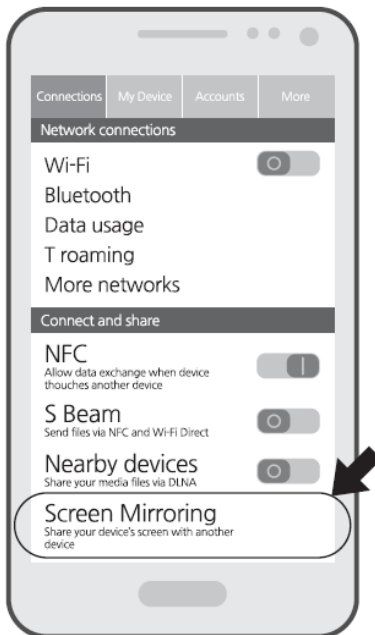 Connections My Device Accounts More
Network connections
Wi-Fi
Bluetooth
Data usage
T roaming
More networks
Connect and share
NFC
Allow data exchange when device
thouches another device
S Beam
Send files via NFC and Wi-Fi Direct
Nearby devices
Share your media files via DLNA
Screen Mirroring
Share your device's screen with another
device